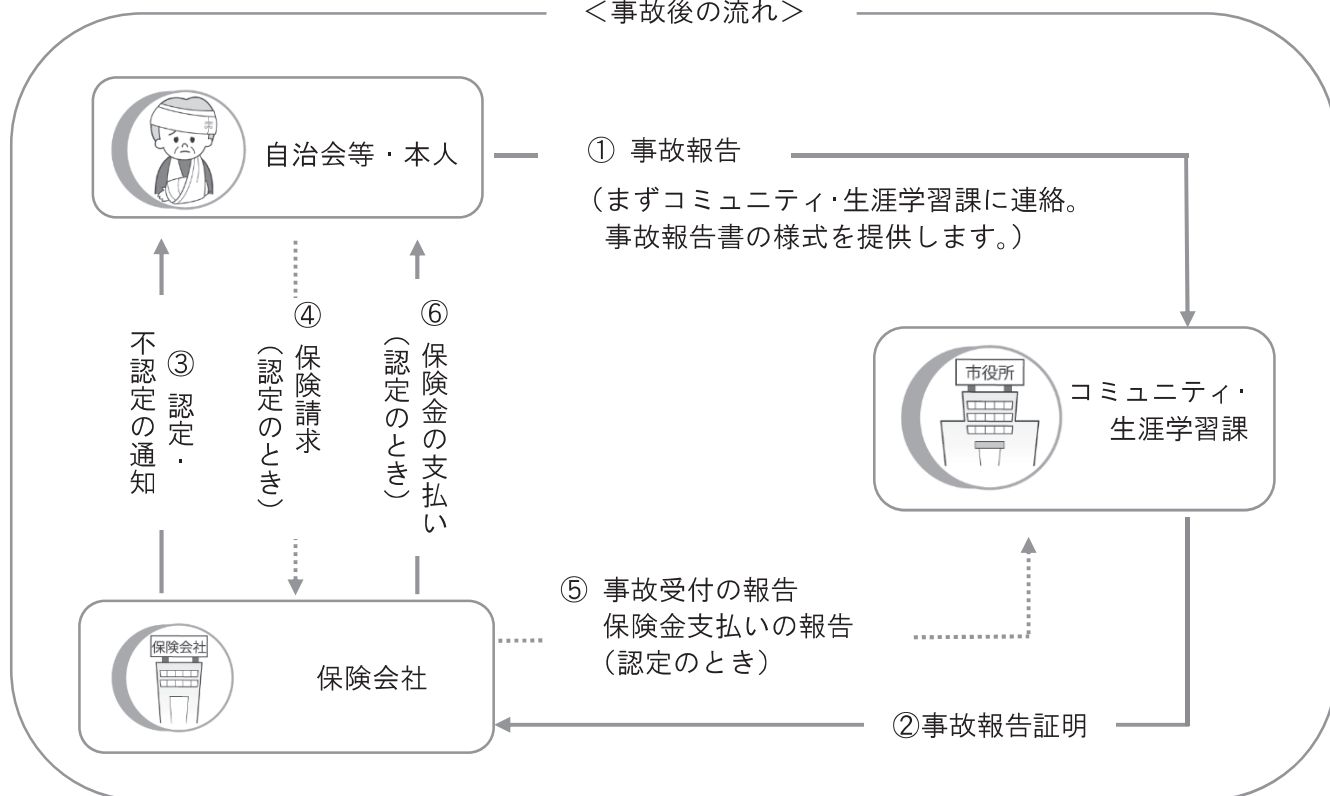 ＜事故後の流れ＞
自治会等・本人
① 事故報告
（まずコミュニティ・生涯学習課に連絡。
事故報告書の様式を提供します。）
市役所
コミュニティ・
生涯学習課
②事故報告証明
③ 認定・
不認定の通知
④ 保険請求
（認定のとき）
⑥ 保険金の支払い
（認定のとき）
⑤ 事故受付の報告
保険金支払いの報告
（認定のとき）
保険会社
保険会社